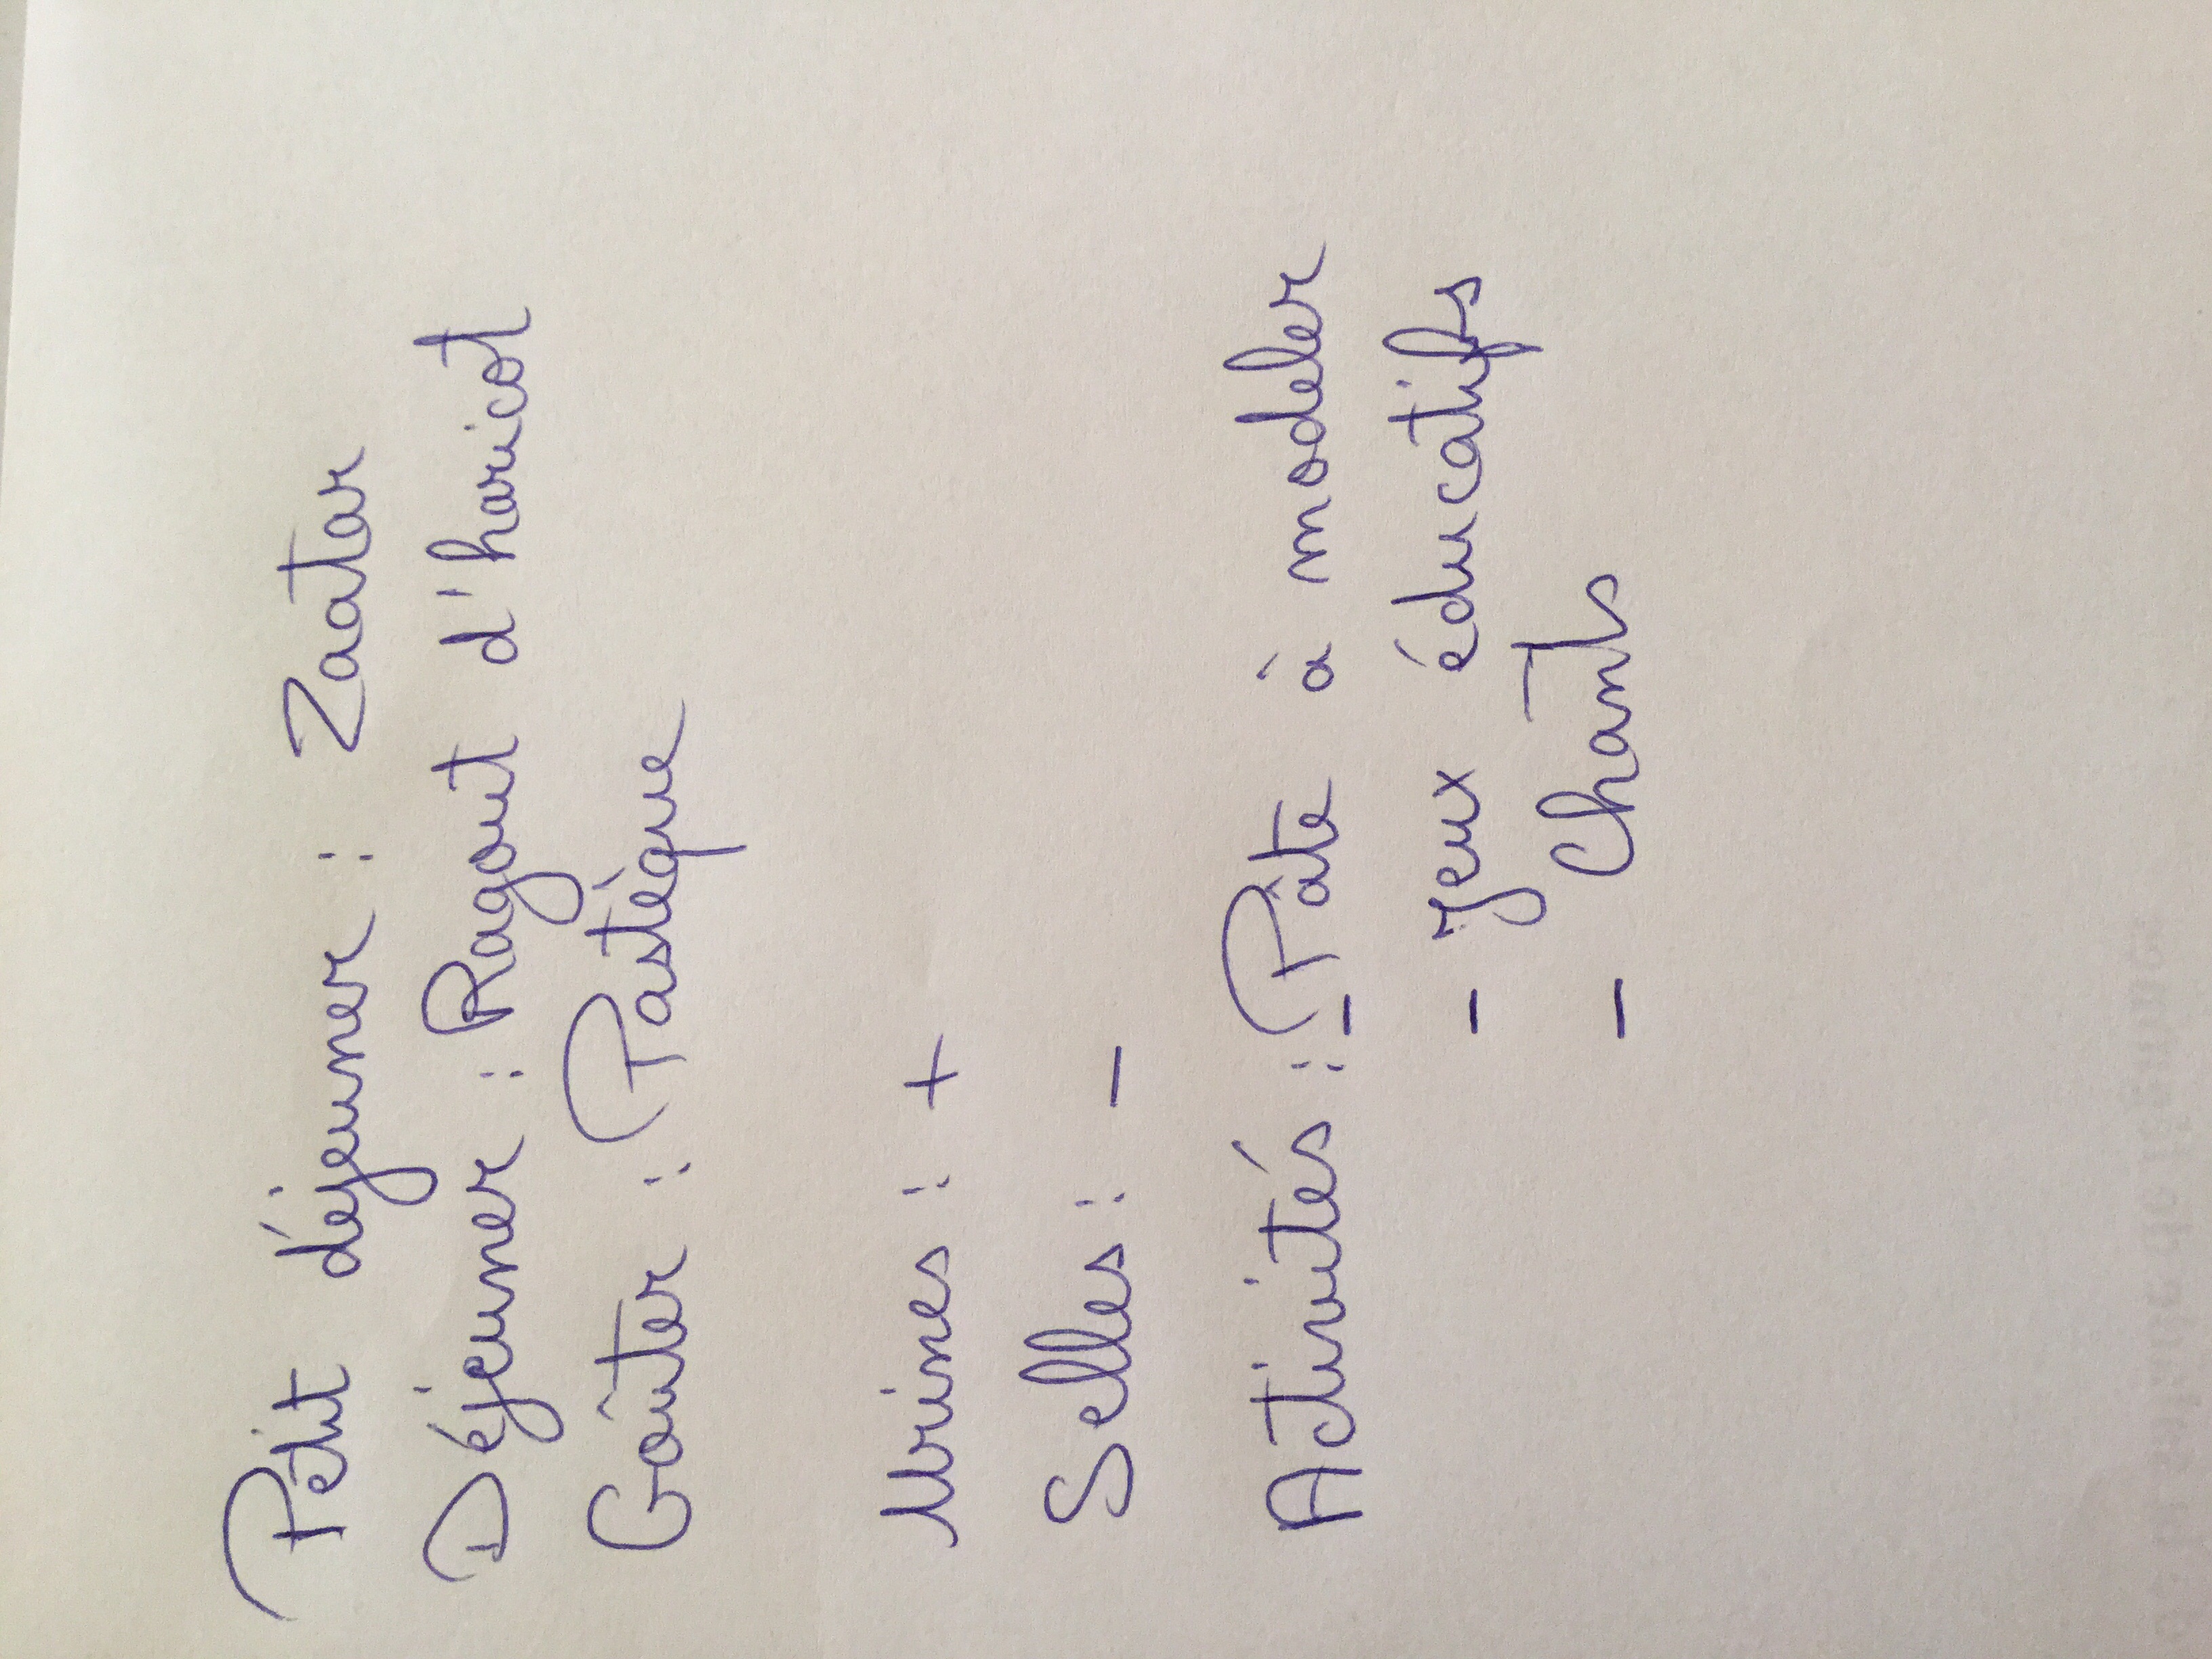 Petit déjeuner : Zaatar
Déjeuner : Ragout d'haricot
Goûter : Pastèque
Urines : +
Selles : -
Activités : - Pâte à modeler
- Jeux éducatifs
- Chants